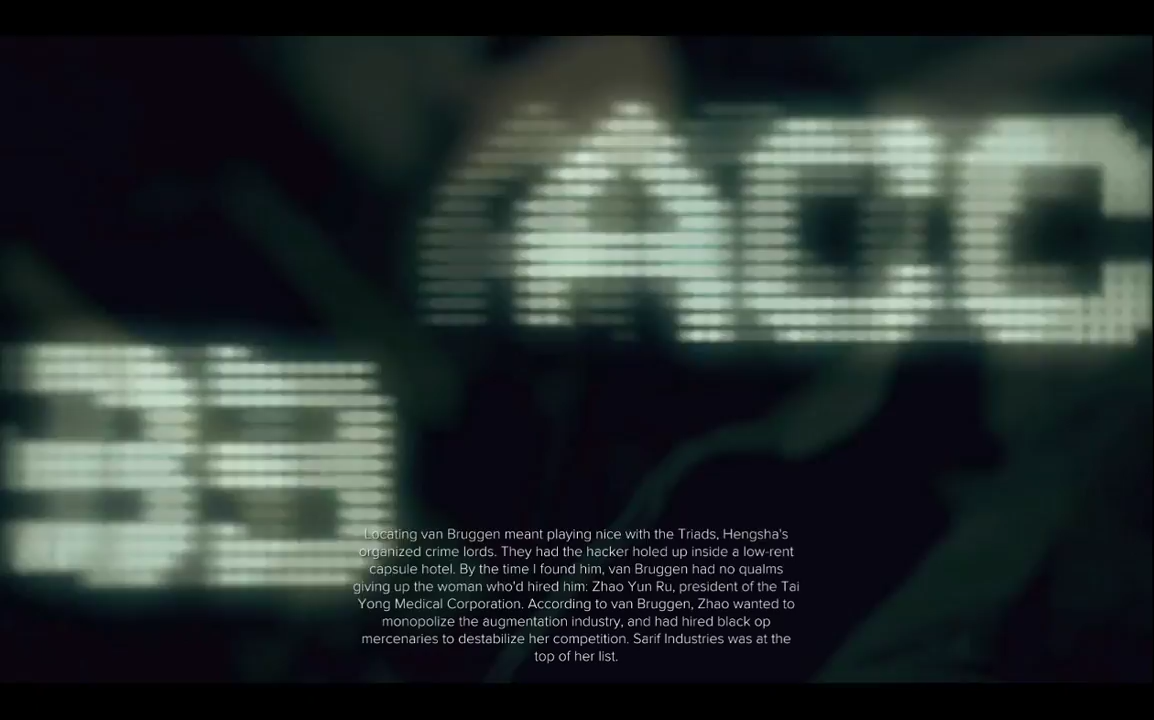 ACC
Locating van Bruggen meant playing nice with the Triads, Hengsha's
organized crime lords. They had the hacker holed up inside a low-rent
capsule hotel. By the time I found him, van Bruggen had no qualms
giving up the woman who'd hired him: Zhao Yun Ru, president of the Tai
Yong Medical Corporation. According to van Bruggen, Zhao wanted to
monopolize the augmentation industry, and had hired black op
mercenaries to destabilize her competition. Sarif Industries was at the
top of her list.